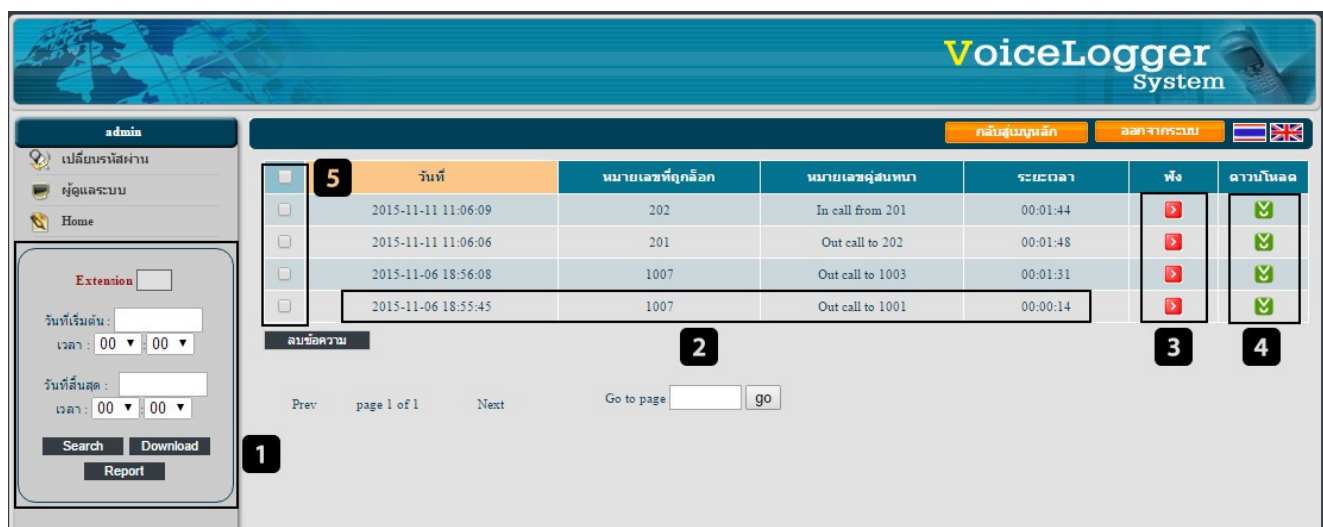 VoiceLogger
System
admin
กลับสู่เมนูหลัก ออกจากระบบ
เปลี่ยนรหัสผ่าน
ผู้ดูแลระบบ
Home
5 วันที่ หมายเลขที่ถูกล็อก หมายเลขคู่สนทนา ระยะเวลา ฟัง ดาวน์โหลด
2015-11-11 11:06:09 202 In call from 201 00:01:44
2015-11-11 11:06:06 201 Out call to 202 00:01:48
2015-11-06 18:56:08 1007 Out call to 1003 00:01:31
2015-11-06 18:55:45 1007 Out call to 1001 00:00:14
ลบข้อความ
2 3 4
Prev page 1 of 1 Next Go to page go
Extension
วันที่เริ่มต้น :
เวลา : 00 : 00
วันที่สิ้นสุด :
เวลา : 00 : 00
Search Download
Report
1